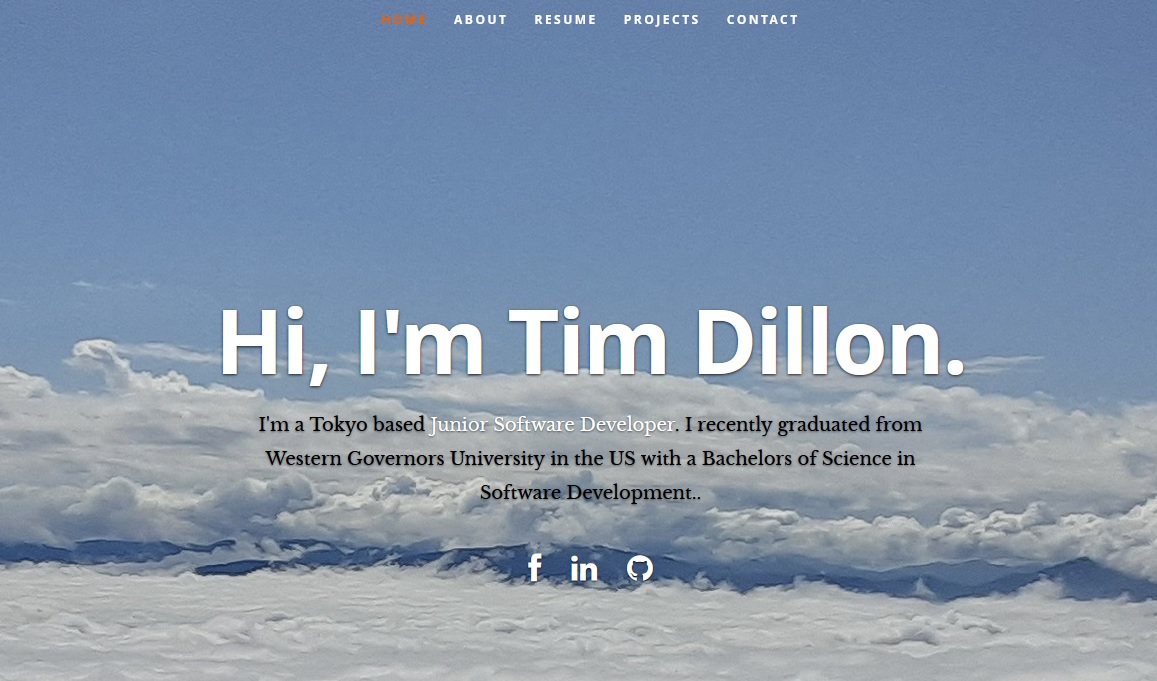 HOME ABOUT RESUME PROJECTS CONTACT
Hi, I'm Tim Dillon.
I'm a Tokyo based Junior Software Developer. I recently graduated from
Western Governors University in the US with a Bachelors of Science in
Software Development..
f in